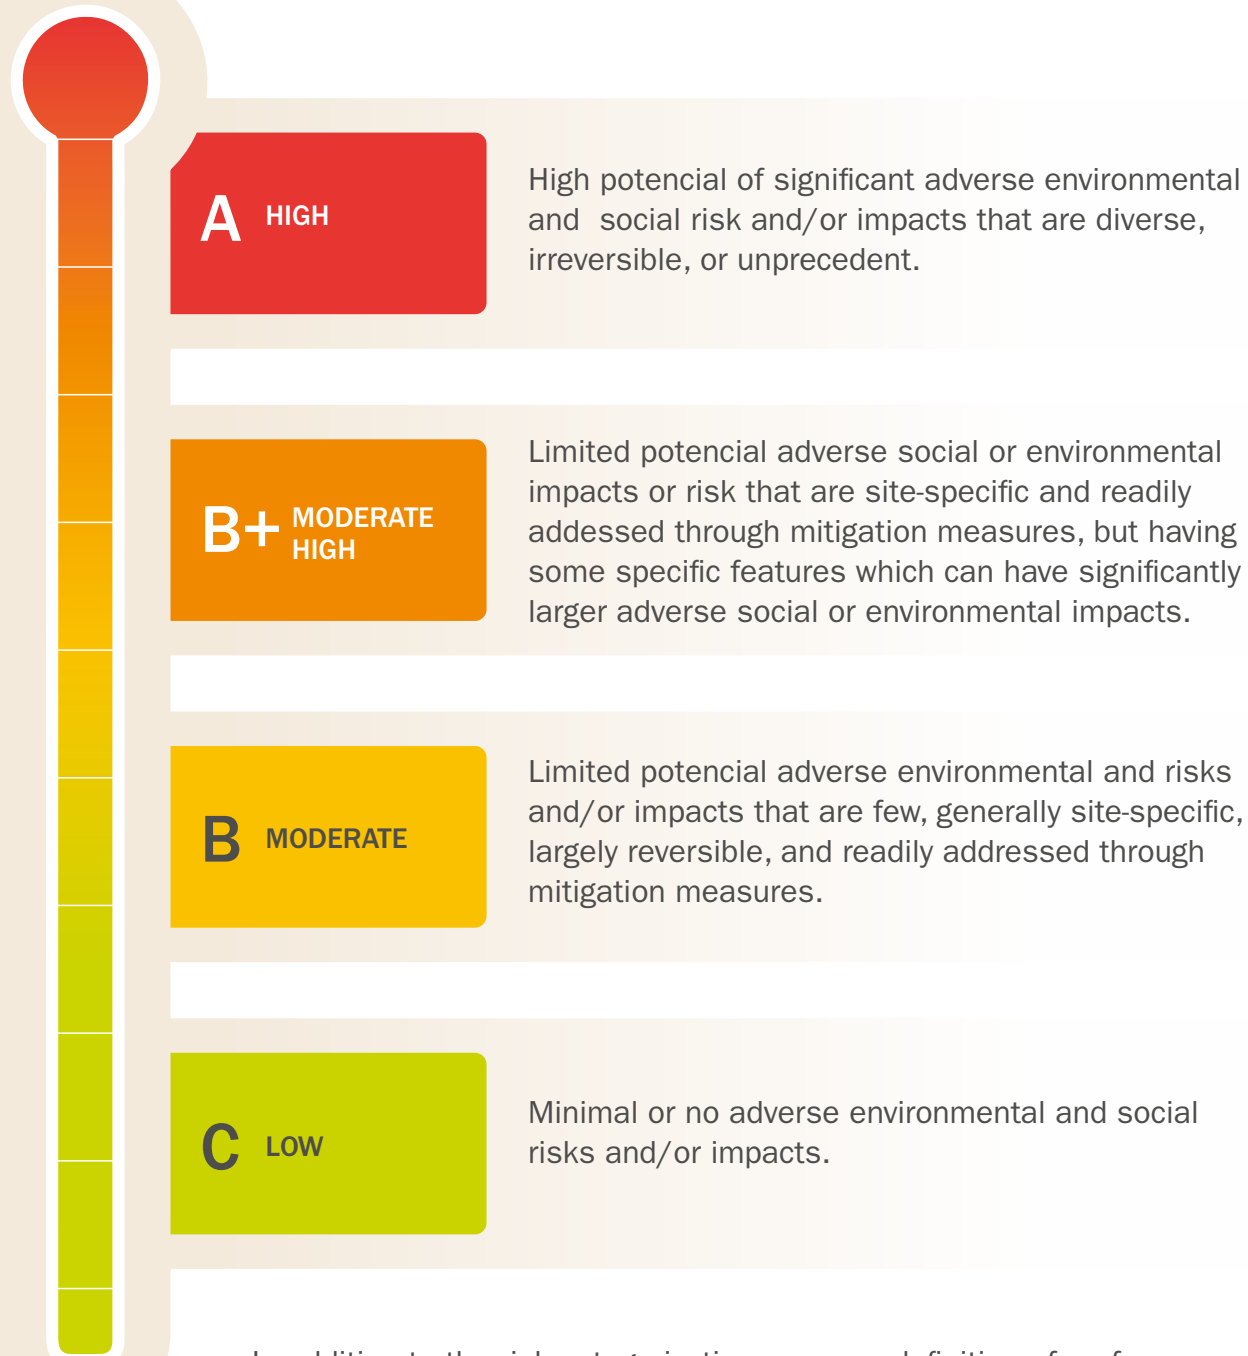 A HIGH
High potencial of significant adverse environmental
and  social risk and/or impacts that are diverse,
irreversible, or unprecedent.
B+ MODERATE
HIGH
Limited potencial adverse social or environmental
impacts or risk that are site-specific and readily
addessed through mitigation measures, but having
some specific features which can have significantly
larger adverse social or environmental impacts.
B MODERATE
Limited potencial adverse environmental and risks
and/or impacts that are few, generally site-specific,
largely reversible, and readily addressed through
mitigation measures.
C LOW
Minimal or no adverse environmental and social
risks and/or impacts.